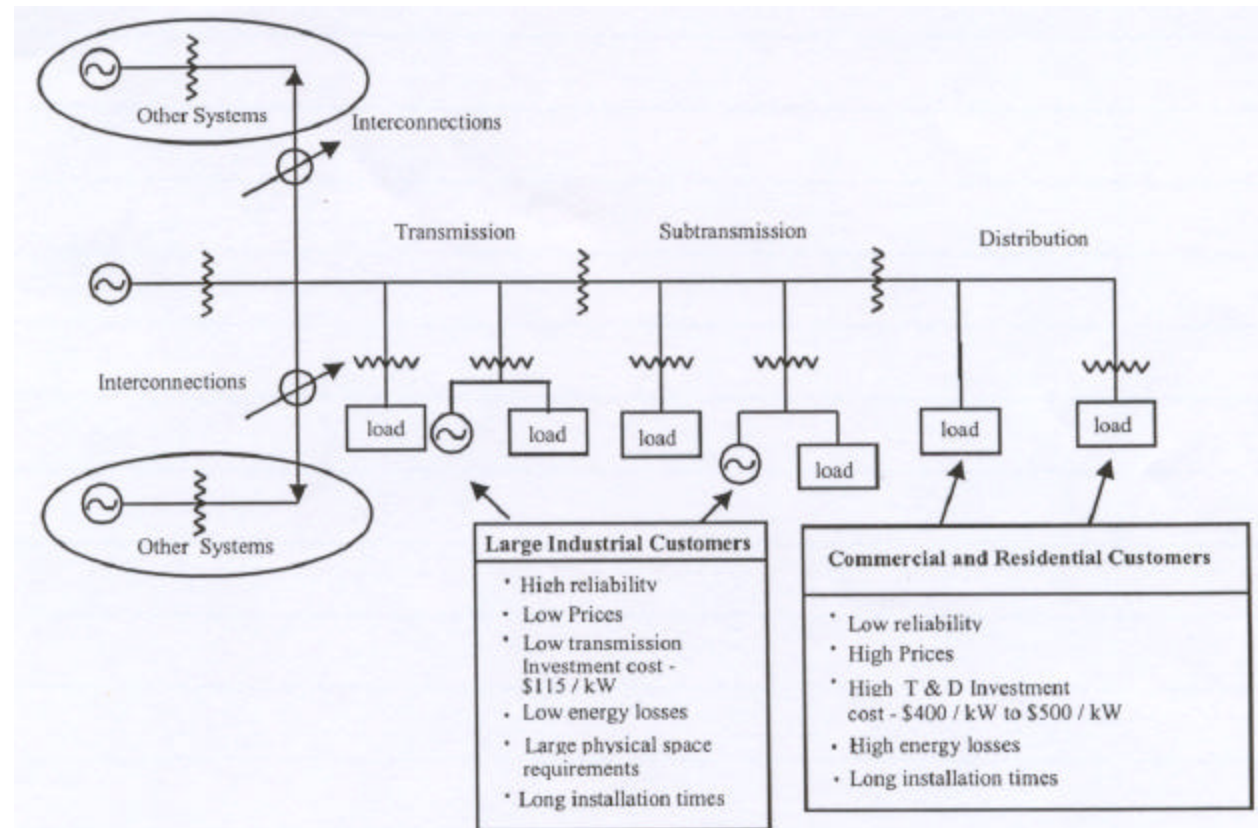 Other Systems
Interconnections
Transmission
Subtransmission
Distribution
Interconnections
load
load
load
load
load
load
Other Systems
Large Industrial Customers
• High reliability
• Low Prices
• Low transmission
Investment cost -
$115 / kW
• Low energy losses
• Large physical space
requirements
• Long installation times
Commercial and Residential Customers
• Low reliability
• High Prices
• High T & D Investment
cost - $400 / kW to $500 / kW
• High energy losses
• Long installation times